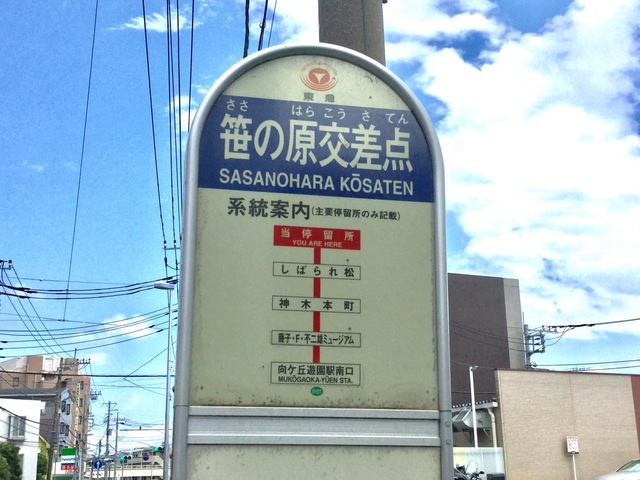 東急
ささ はら こう さ てん
笹の原交差点
SASANOHARA KŌSATEN
系統案内(主要停留所のみ記載)
当停留所
YOU ARE HERE
しばられ松
神木本町
藤子・F・不二雄ミュージアム
向ケ丘遊園駅南口
MUKŌGAOKA-YŪEN STA.